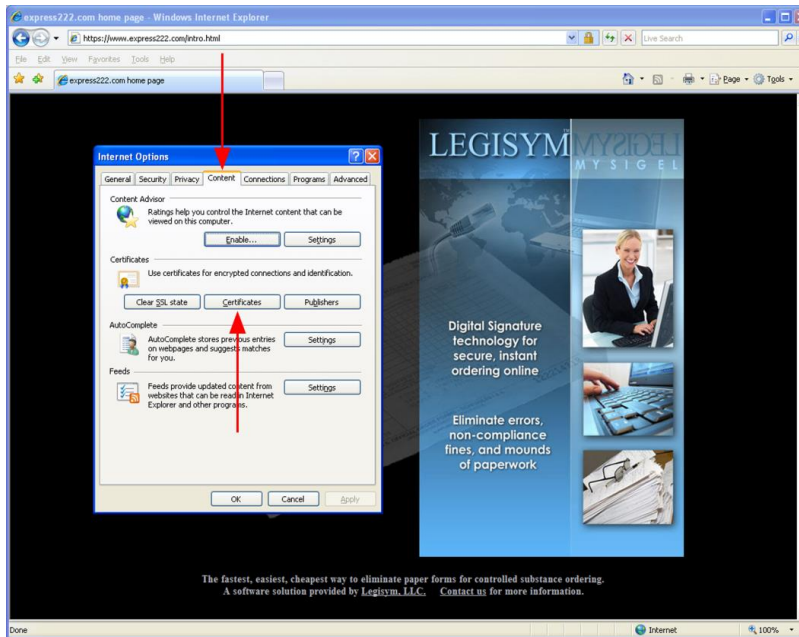 express222.com home page - Windows Internet Explorer
https://www.express222.com/intro.html
Live Search
File Edit View Favorites Tools Help
express222.com home page
Page Tools
LEGISYM
MYSIGEL
Internet Options
General Security Privacy Content Connections Programs Advanced
Content Advisor
Ratings help you control the Internet content that can be
viewed on this computer.
Enable... Settings
Certificates
Use certificates for encrypted connections and identification.
Clear SSL state Certificates Publishers
AutoComplete
AutoComplete stores previous entries
on webpages and suggests matches
for you.
Settings
Feeds
Feeds provide updated content from
websites that can be read in Internet
Explorer and other programs.
Settings
OK Cancel Apply
Digital Signature
technology for
secure, instant
ordering online
Eliminate errors,
non-compliance
fines, and mounds
of paperwork
The fastest, easiest, cheapest way to eliminate paper forms for controlled substance ordering.
A software solution provided by Legisym, LLC. Contact us for more information.
Done
Internet
100%